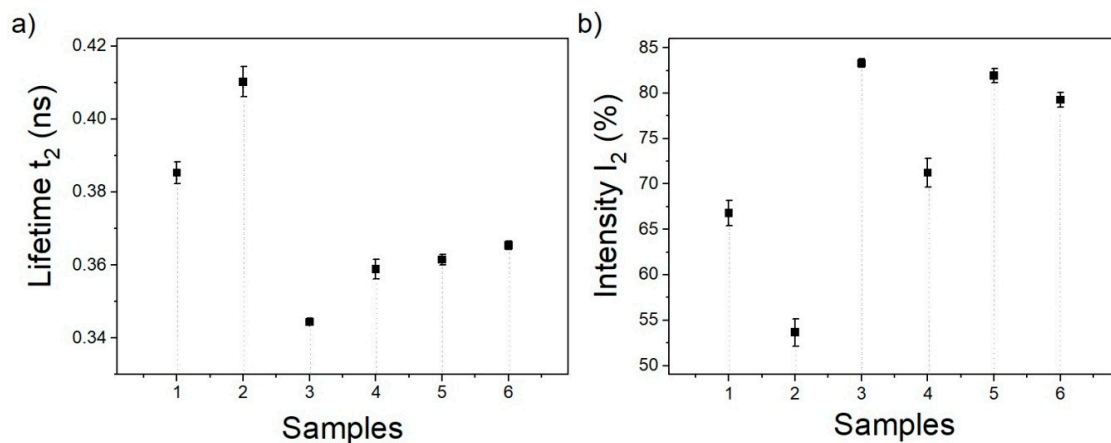 a)
Lifetime t₂ (ns)
0.42
0.40
0.38
0.36
0.34
1 2 3 4 5 6
Samples
b)
Intensity I₂ (%)
85
80
75
70
65
60
55
50
1 2 3 4 5 6
Samples